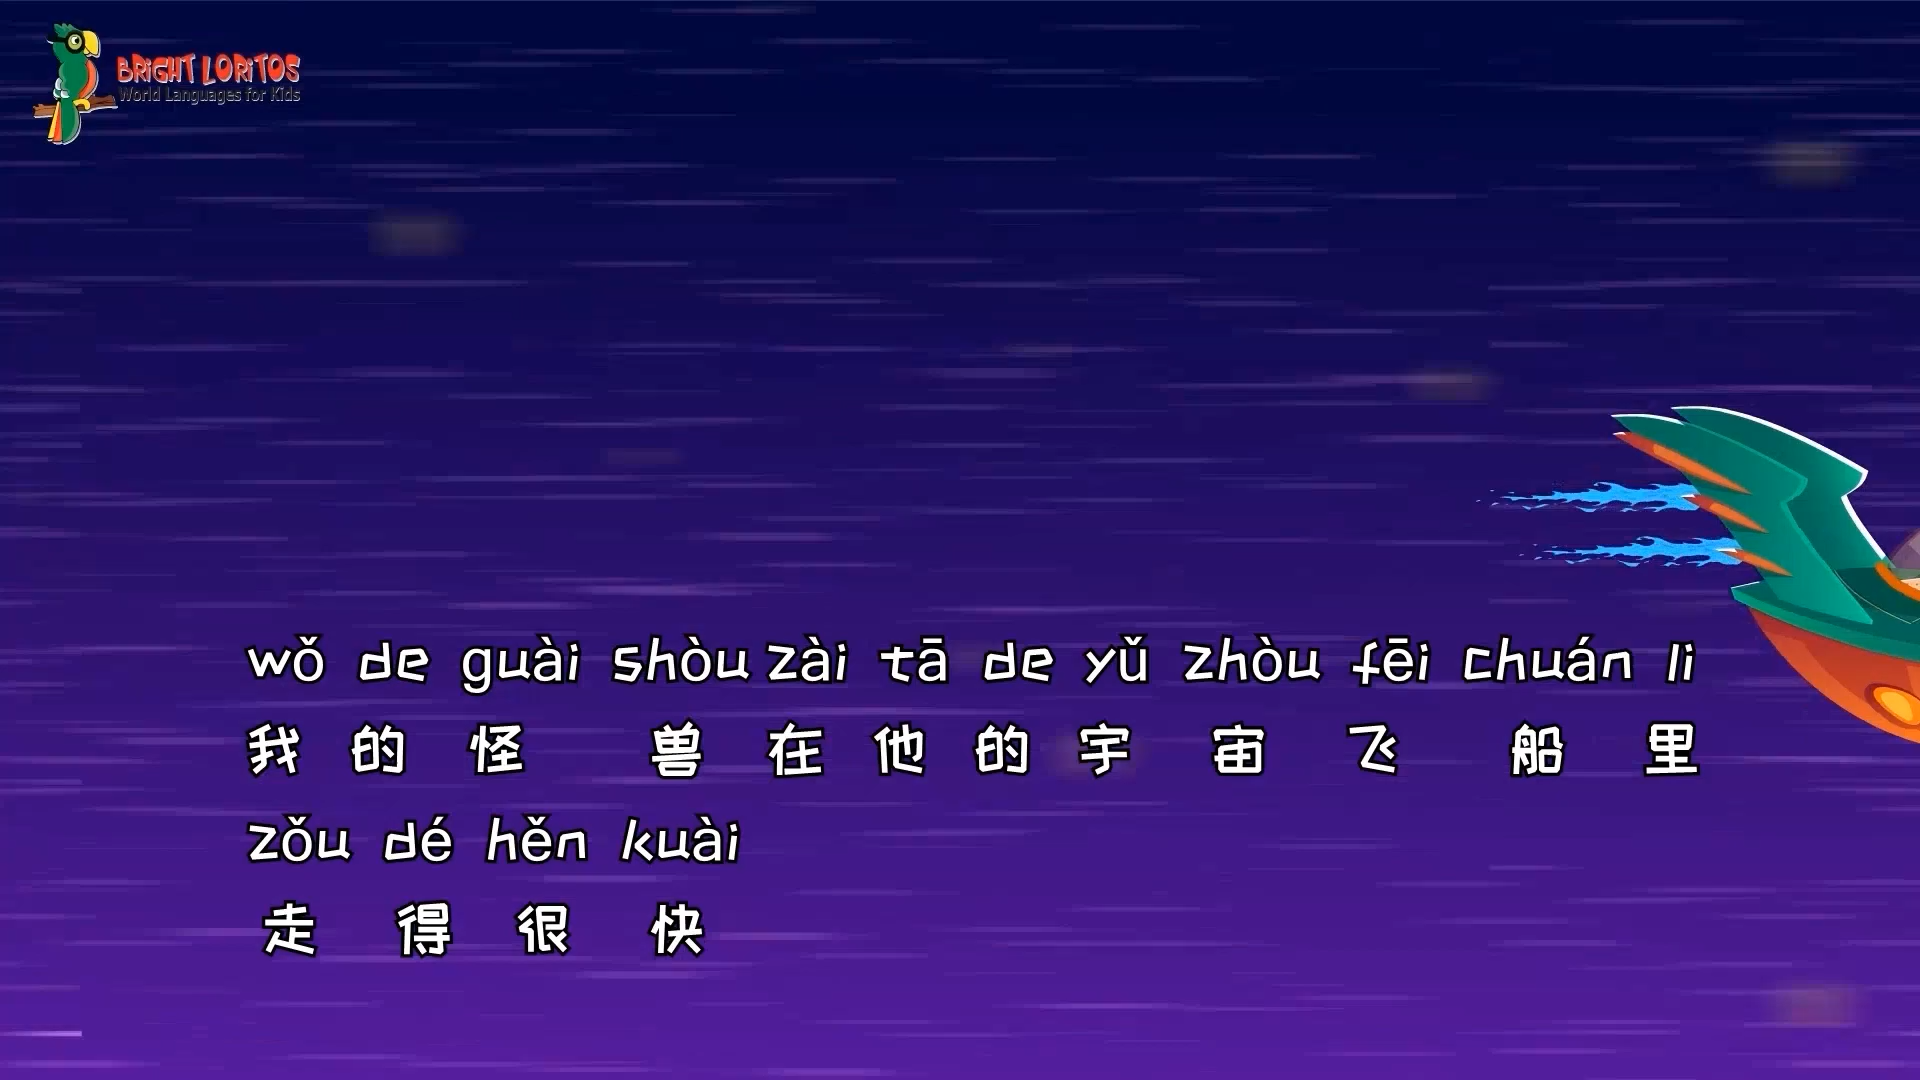 BRIGHT LORITOS
World Languages for Kids
wǒ de guài shòu zài tā de yǔ zhòu fēi chuán li
我 的 怪 兽 在 他 的 宇 宙 飞 船 里
zǒu dé hěn kuài
走 得 很 快